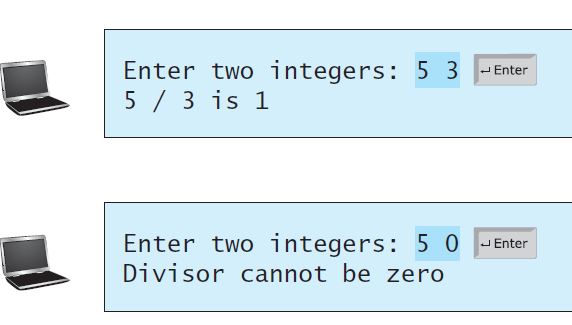 Enter two integers: 5 3 ↵ Enter
5 / 3 is 1
Enter two integers: 5 0 ↵ Enter
Divisor cannot be zero